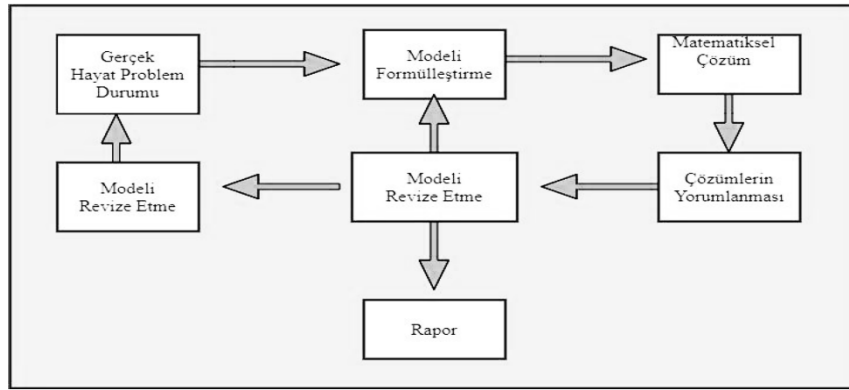 Gerçek
Hayat Problem
Durumu
Modeli
Formülleştirme
Matematiksel
Çözüm
Modeli
Revize Etme
Modeli
Revize Etme
Çözümlerin
Yorumlanması
Rapor